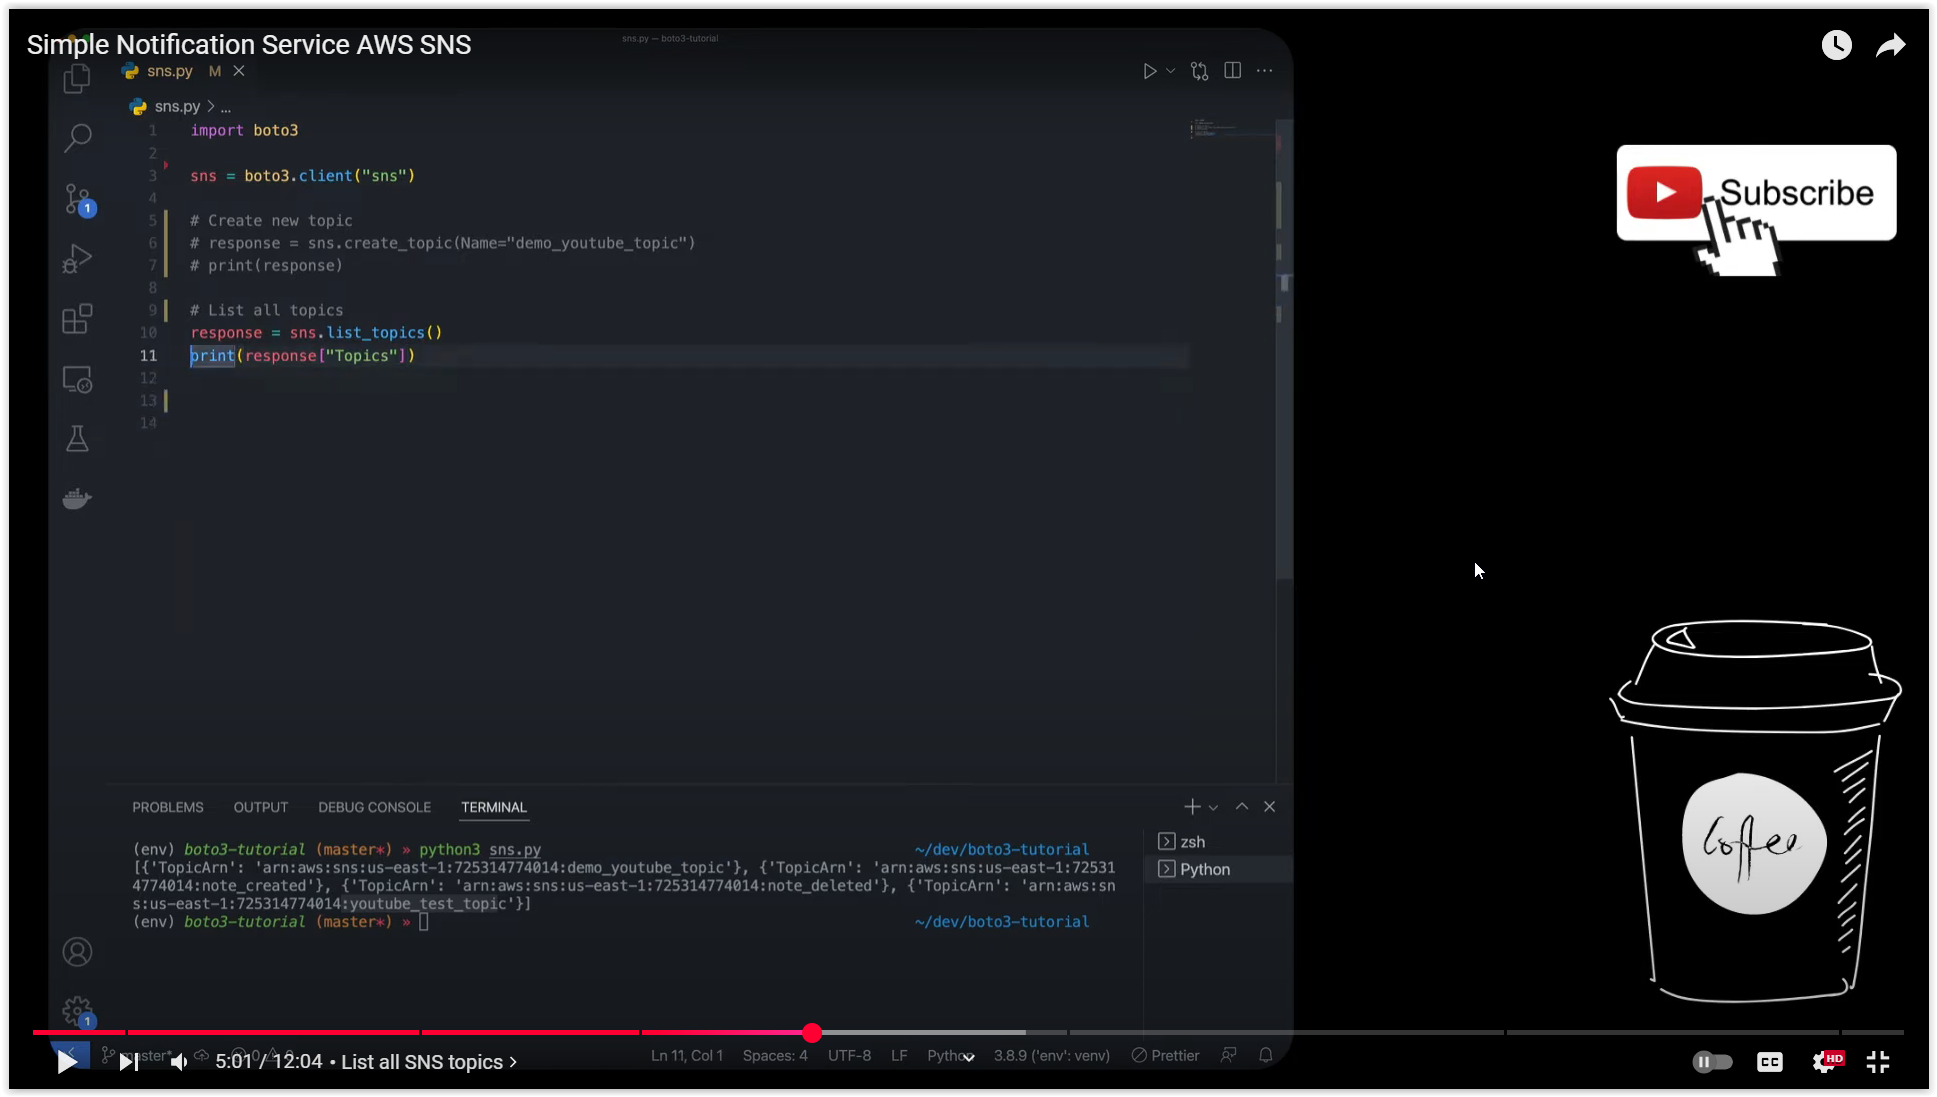 Simple Notification Service AWS SNS
sns.py — boto3-tutorial
sns.py M
sns.py > ...
1 import boto3
2
3 sns = boto3.client("sns")
4
5 # Create new topic
6 # response = sns.create_topic(Name="demo_youtube_topic")
7 # print(response)
8
9 # List all topics
10 response = sns.list_topics()
11 print(response["Topics"])
12
13
14
Subscribe
1
Coffee
PROBLEMS OUTPUT DEBUG CONSOLE TERMINAL
zsh
Python
(env) boto3-tutorial (master*) » python3 sns.py ~/dev/boto3-tutorial
[{'TopicArn': 'arn:aws:sns:us-east-1:725314774014:demo_youtube_topic'}, {'TopicArn': 'arn:aws:sns:us-east-1:72531
4774014:note_created'}, {'TopicArn': 'arn:aws:sns:us-east-1:725314774014:note_deleted'}, {'TopicArn': 'arn:aws:sn
s:us-east-1:725314774014:youtube_test_topic'}]
(env) boto3-tutorial (master*) » ~/dev/boto3-tutorial
1
5:01 / 12:04 • List all SNS topics >
Ln 11, Col 1 Spaces: 4 UTF-8 LF Python 3.8.9 ('env': venv) Prettier
CC
HD